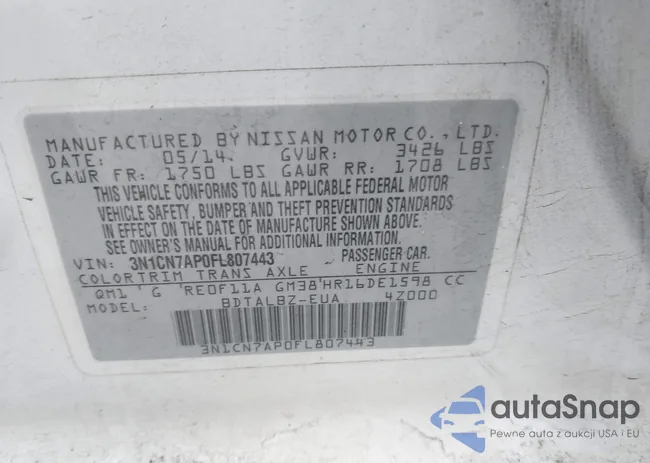 MANUFACTURED BY NISSAN MOTOR CO., LTD.
DATE: 05/14 GVWR: 3426 LBS
GAWR FR: 1750 LBS GAWR RR: 1708 LBS
THIS VEHICLE CONFORMS TO ALL APPLICABLE FEDERAL MOTOR
VEHICLE SAFETY, BUMPER AND THEFT PREVENTION STANDARDS
IN EFFECT ON THE DATE OF MANUFACTURE SHOWN ABOVE.
SEE OWNER'S MANUAL FOR ADDITIONAL INFORMATION.
VIN: 3N1CN7AP0FL807443 PASSENGER CAR.
COLOR TRIM TRANS AXLE ENGINE
QM1 G RE0F11A GM38 HR16DE1598 CC
MODEL: BDTALBZ-EUA 4Z000
3N1CN7AP0FL807443
autaSnap
Pewne auta z aukcji USA i EU